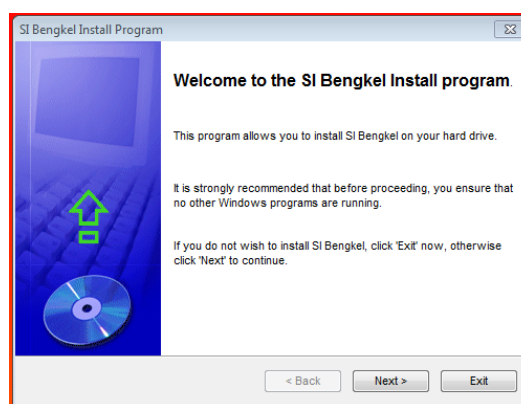 SI Bengkel Install Program
Welcome to the SI Bengkel Install program.
This program allows you to install SI Bengkel on your hard drive.
It is strongly recommended that before proceeding, you ensure that
no other Windows programs are running.
If you do not wish to install SI Bengkel, click 'Exit' now, otherwise
click 'Next' to continue.
< Back
Next >
Exit